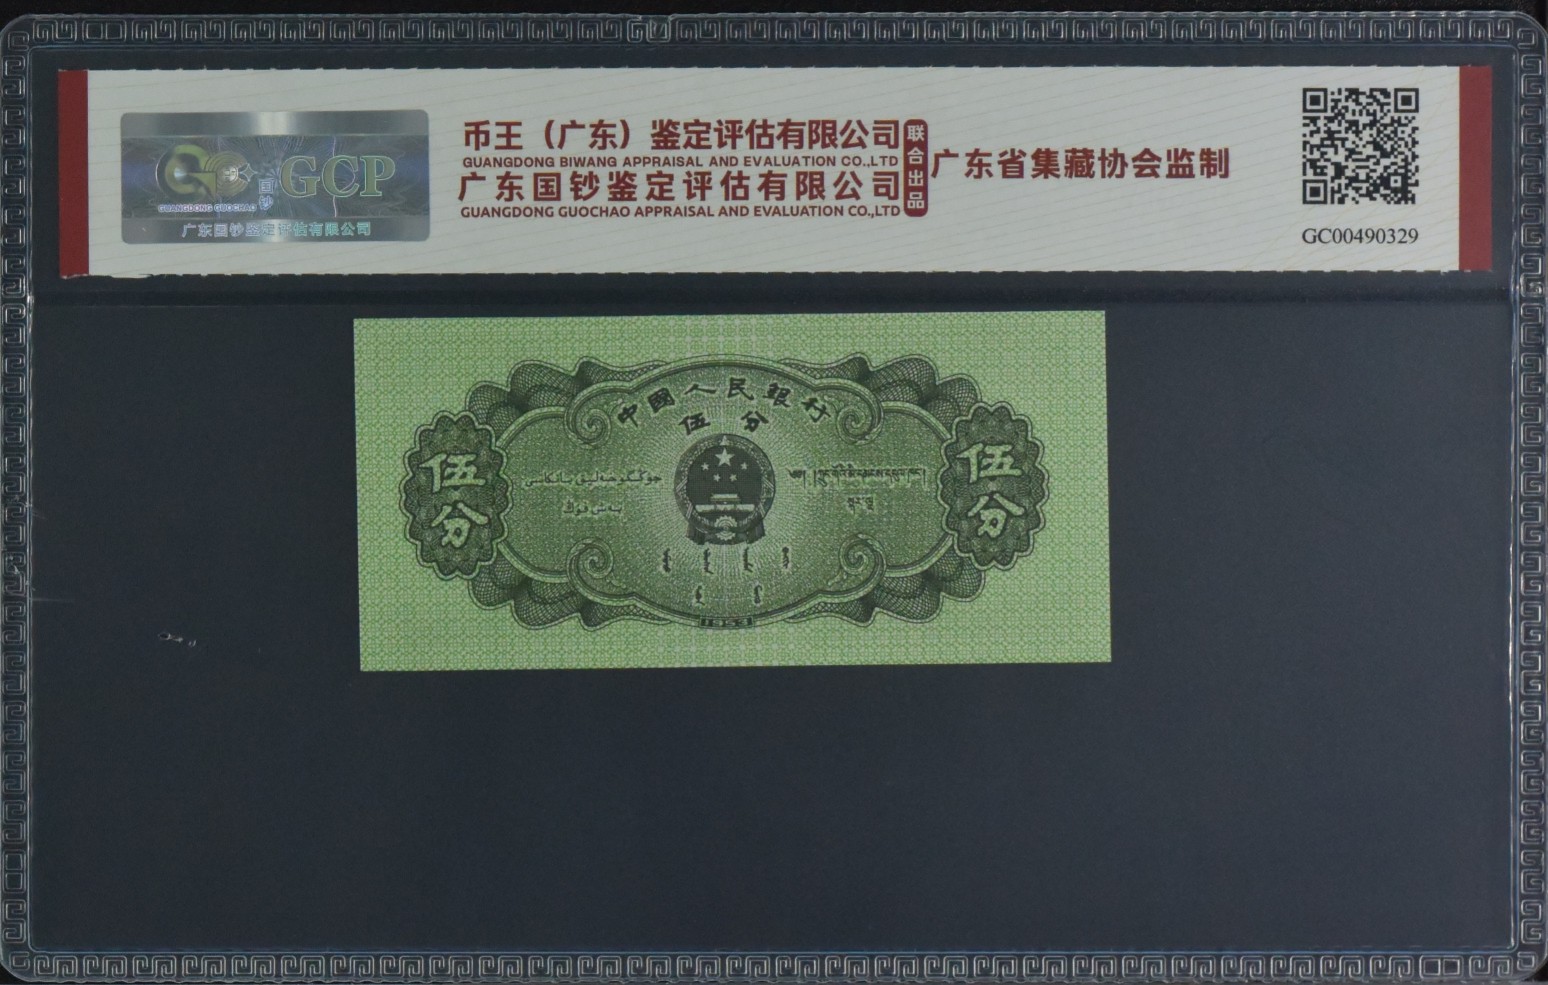 币王（广东）鉴定评估有限公司
GUANGDONG BIWANG APPRAISAL AND EVALUATION CO.,LTD
广东国钞鉴定评估有限公司
GUANGDONG GUOCHAO APPRAISAL AND EVALUATION CO.,LTD
联合出品
广东省集藏协会监制
GC00490329
GCP
国钞
GUANGDONG GUOCHAO
广东国钞鉴定评估有限公司
中國人民銀行
伍分
伍分
伍分
1953